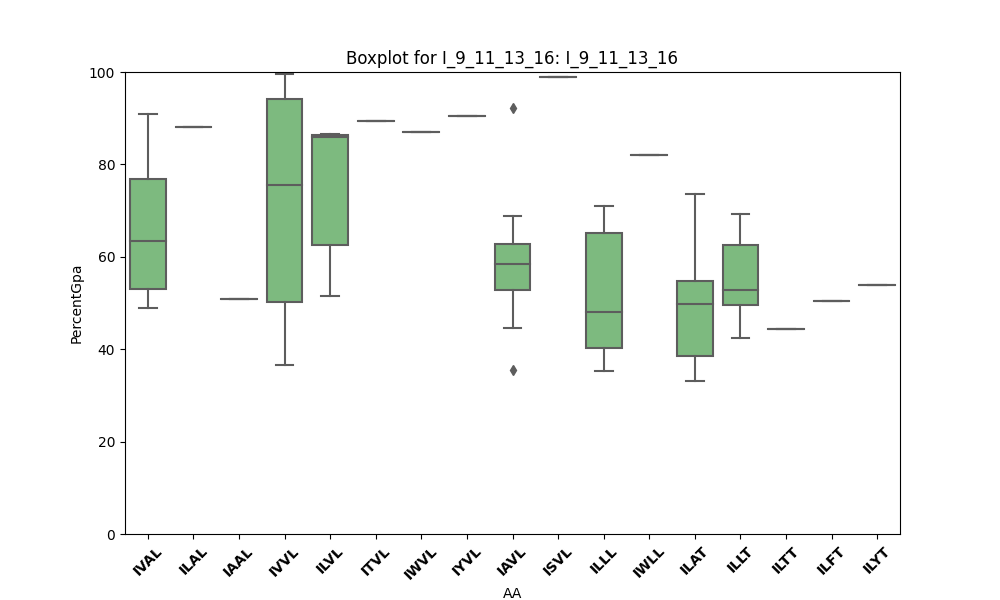 Boxplot for I_9_11_13_16: I_9_11_13_16
100
80
60
40
20
0
PercentGpa
IVAL ILAL IAAL IVVL ILVL ITVL IWVL IYVL IAVL ISVL ILLL IWLL ILAT ILLT ILTT ILFT ILYT
AA